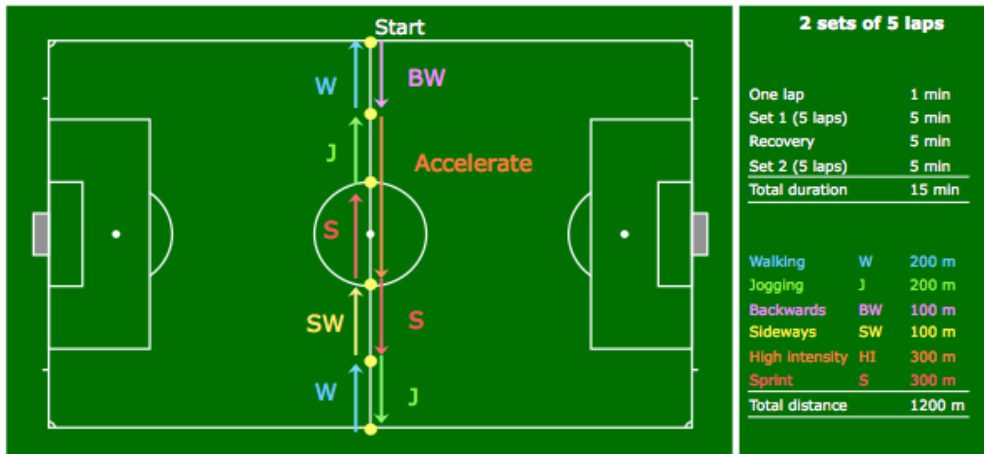 Start
W
BW
J
Accelerate
S
SW
S
W
J
2 sets of 5 laps
One lap 1 min
Set 1 (5 laps) 5 min
Recovery 5 min
Set 2 (5 laps) 5 min
Total duration 15 min
Walking W 200 m
Jogging J 200 m
Backwards BW 100 m
Sideways SW 100 m
High intensity HI 300 m
Sprint S 300 m
Total distance 1200 m